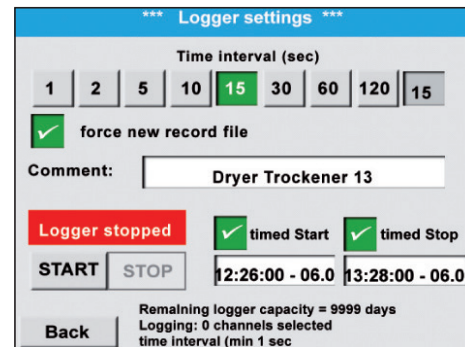 *** Logger settings ***
Time interval (sec)
1 2 5 10 15 30 60 120 15
force new record file
Comment: Dryer Trockener 13
Logger stopped timed Start timed Stop
START STOP 12:26:00 - 06.0 13:28:00 - 06.0
Remaining logger capacity = 9999 days
Logging: 0 channels selected
Back time interval (min 1 sec